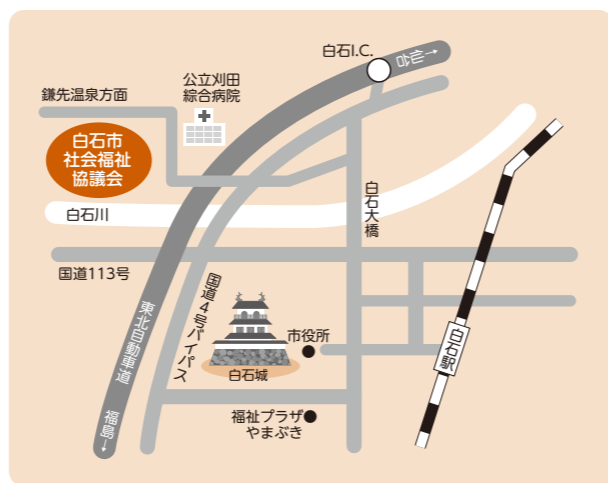 白石I.C.
仙台→
公立刈田
綜合病院
鎌先温泉方面
白石市
社会福祉
協議会
白石川
白石大橋
国道113号
国道4号バイパス
東北自動車道
市役所
白石城
白石駅
福祉プラザ
やまぶき
福島→